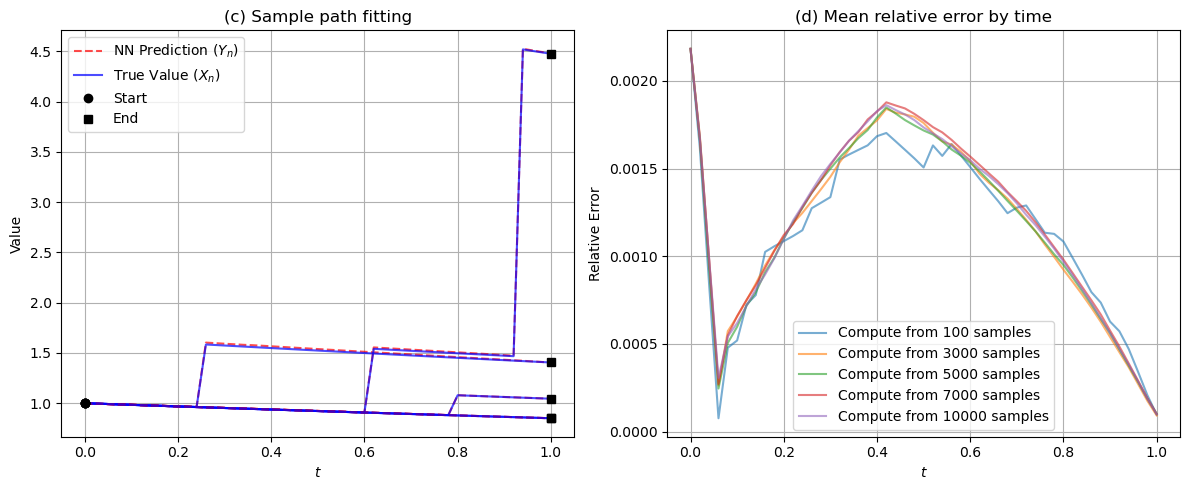 (c) Sample path fitting
NN Prediction (Yₙ)
True Value (Xₙ)
Start
End
Value
4.5
4.0
3.5
3.0
2.5
2.0
1.5
1.0
0.0 0.2 0.4 0.6 0.8 1.0
t
(d) Mean relative error by time
Relative Error
0.0020
0.0015
0.0010
0.0005
0.0000
Compute from 100 samples
Compute from 3000 samples
Compute from 5000 samples
Compute from 7000 samples
Compute from 10000 samples
0.0 0.2 0.4 0.6 0.8 1.0
t